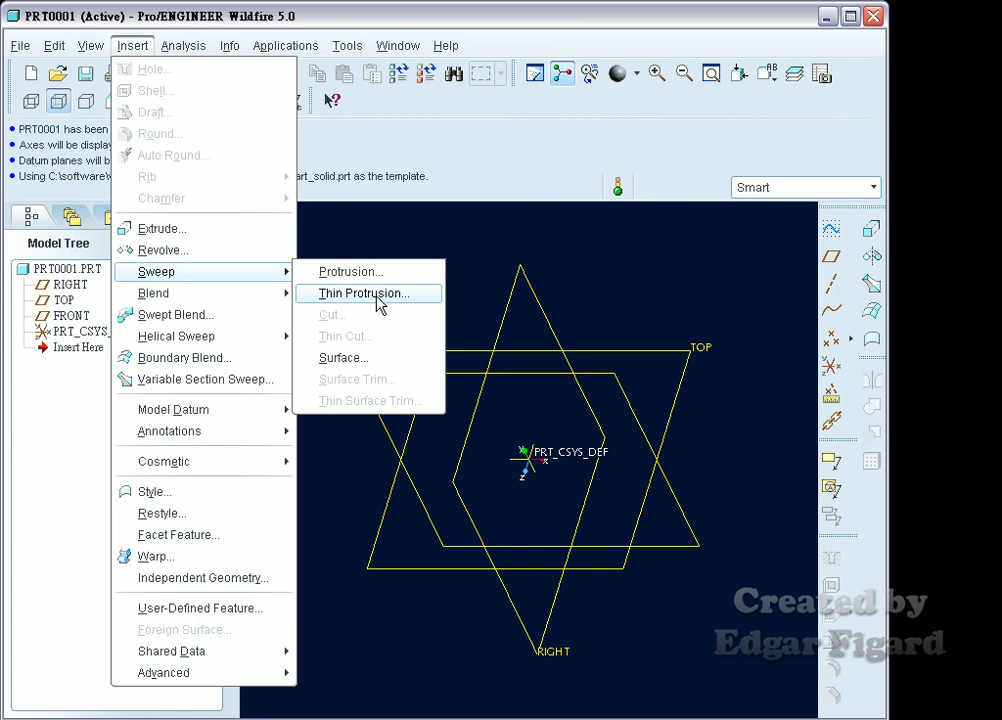 PRT0001 (Active) - Pro/ENGINEER Wildfire 5.0
File Edit View Insert Analysis Info Applications Tools Window Help
PRT0001 has been
Axes will be display
Datum planes will b
Using C:\softwar
art_solid.prt as the template.
Smart
Hole...
Shell...
Draft...
Round...
Auto Round...
Rib
Chamfer
Extrude...
Revolve...
Sweep
Blend
Swept Blend...
Helical Sweep
Boundary Blend...
Variable Section Sweep...
Model Datum
Annotations
Cosmetic
Style...
Restyle...
Facet Feature...
Warp...
Independent Geometry...
User-Defined Feature...
Foreign Surface...
Shared Data
Advanced
Protrusion...
Thin Protrusion...
Cut...
Thin Cut...
Surface...
Surface Trim...
Thin Surface Trim...
Model Tree
PRT0001.PRT
RIGHT
TOP
FRONT
PRT_CSYS_
Insert Here
TOP
PRT_CSYS_DEF
Y
X
Z
RIGHT
Created by
Edgar Figard